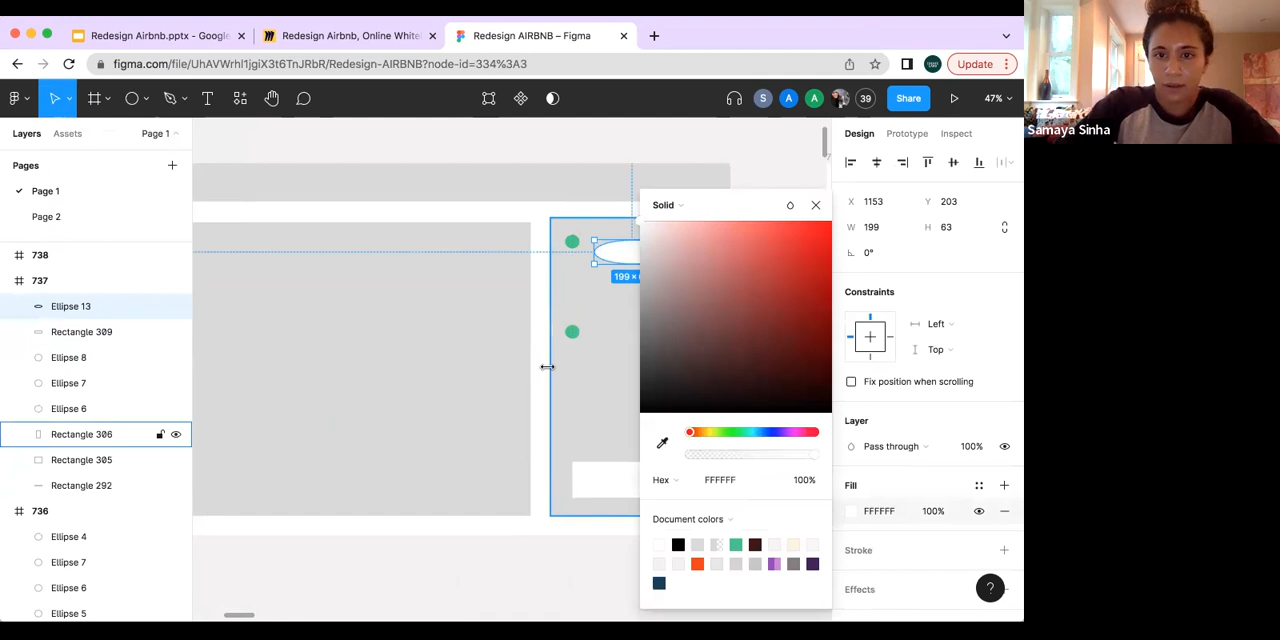 Redesign Airbnb.pptx - Google
Redesign Airbnb, Online White
Redesign AIRBNB – Figma
figma.com/file/UhAVWrhl1jgiX3t6TnJRbR/Redesign-AIRBNB?node-id=334%3A3
Update
S A A 39 Share 47%
Samaya Sinha
Layers Assets Page 1
Design Prototype Inspect
Pages
Page 1
Page 2
738
737
Ellipse 13
Rectangle 309
Ellipse 8
Ellipse 7
Ellipse 6
Rectangle 306
Rectangle 305
Rectangle 292
736
Ellipse 4
Ellipse 7
Ellipse 6
Ellipse 5
199 ×
Solid
Hex FFFFFF 100%
Document colors
X 1153 Y 203
W 199 H 63
0°
Constraints
Left
Top
Fix position when scrolling
Layer
Pass through 100%
Fill
FFFFFF 100%
Stroke
Effects
?